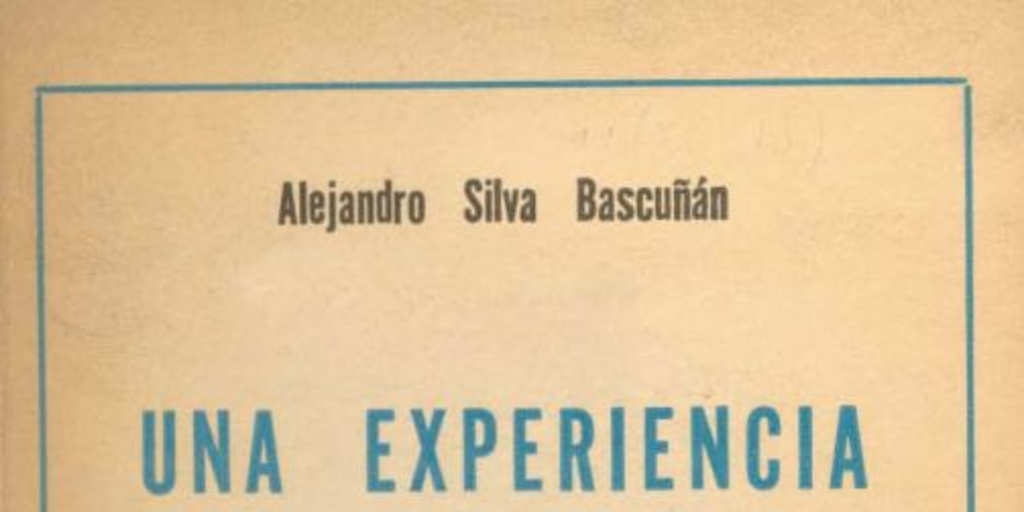 Alejandro Silva Bascuñán
UNA EXPERIENCIA